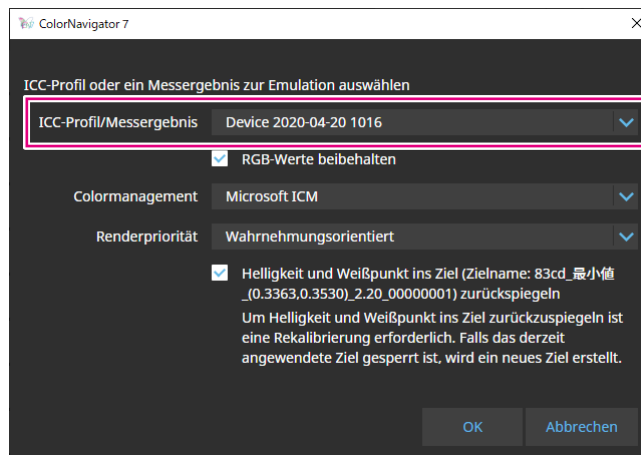 ColorNavigator 7
ICC-Profil oder ein Messergebnis zur Emulation auswählen
ICC-Profil/Messergebnis Device 2020-04-20 1016
RGB-Werte beibehalten
Colormanagement Microsoft ICM
Renderpriorität Wahrnehmungsorientiert
Helligkeit und Weißpunkt ins Ziel (Zielname: 83cd_最小値
_(0.3363,0.3530)_2.20_00000001) zurückspiegeln
Um Helligkeit und Weißpunkt ins Ziel zurückzuspiegeln ist
eine Rekalibrierung erforderlich. Falls das derzeit
angewendete Ziel gesperrt ist, wird ein neues Ziel erstellt.
OK Abbrechen